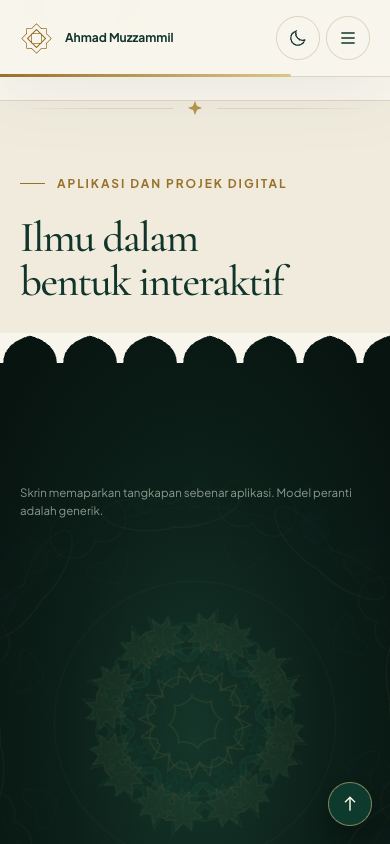 Ahmad Muzzammil
APLIKASI DAN PROJEK DIGITAL
Ilmu dalam
bentuk interaktif
Skrin memaparkan tangkapan sebenar aplikasi. Model peranti
adalah generik.